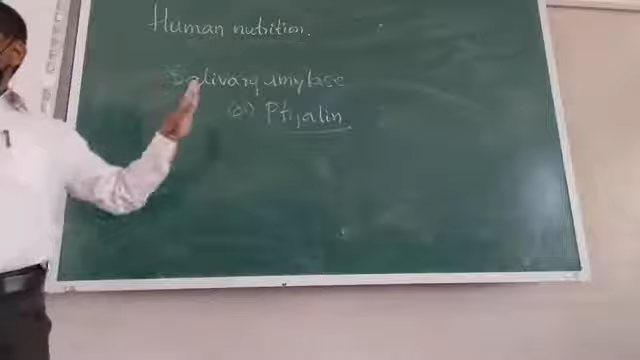 Human nutrition.
Salivary amylase
(or) Ptyalin